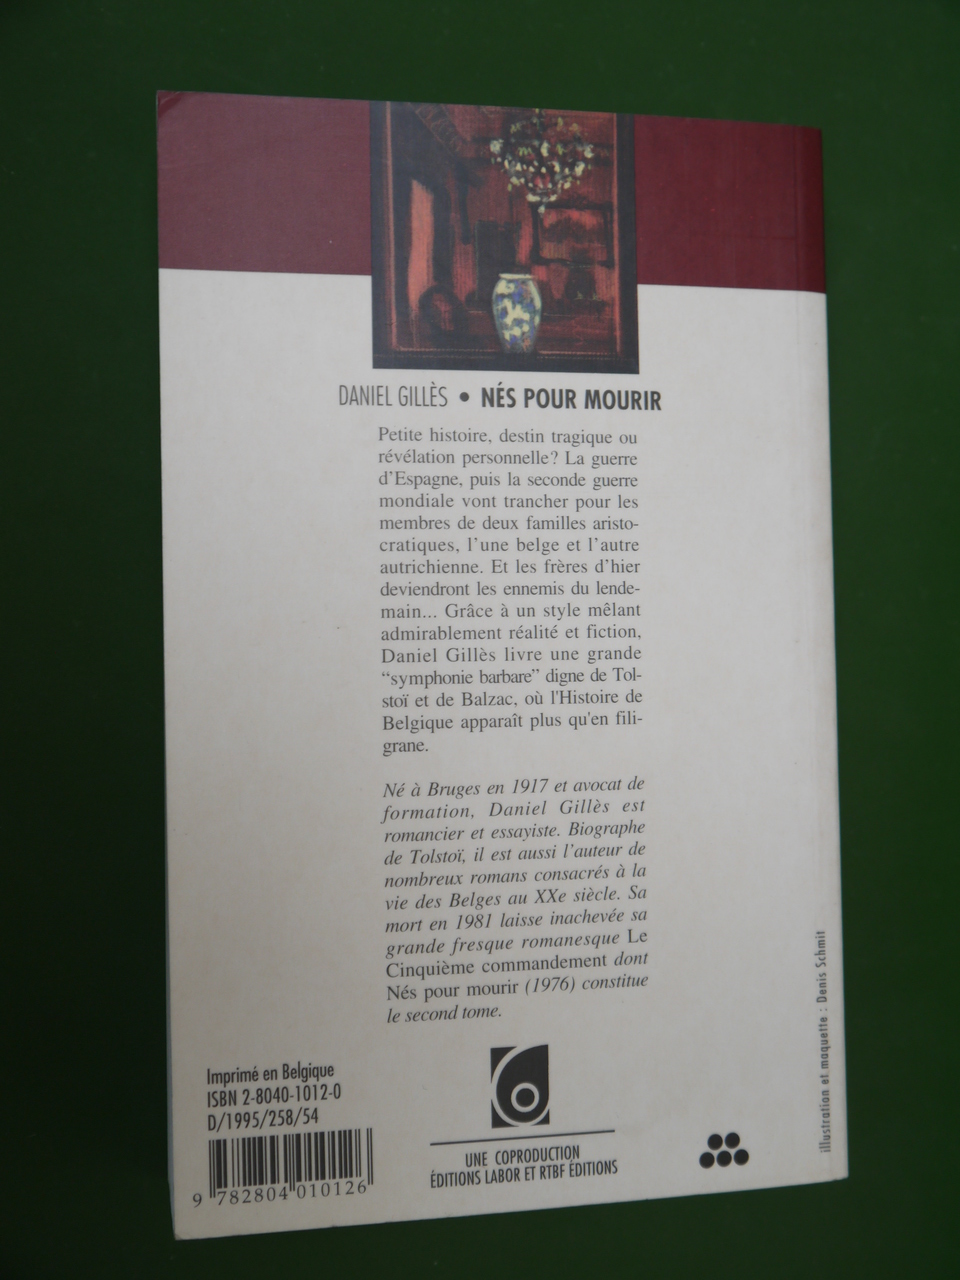 DANIEL GILLÈS • NÉS POUR MOURIR
Petite histoire, destin tragique ou
révélation personnelle? La guerre
d'Espagne, puis la seconde guerre
mondiale vont trancher pour les
membres de deux familles aristo-
cratiques, l'une belge et l'autre
autrichienne. Et les frères d'hier
deviendront les ennemis du lende-
main... Grâce à un style mêlant
admirablement réalité et fiction,
Daniel Gillès livre une grande
“symphonie barbare” digne de Tol-
stoï et de Balzac, où l'Histoire de
Belgique apparaît plus qu'en fili-
grane.
Né à Bruges en 1917 et avocat de
formation, Daniel Gillès est
romancier et essayiste. Biographe
de Tolstoï, il est aussi l'auteur de
nombreux romans consacrés à la
vie des Belges au XXe siècle. Sa
mort en 1981 laisse inachevée sa
grande fresque romanesque Le
Cinquième commandement dont
Nés pour mourir (1976) constitue
le second tome.
Imprimé en Belgique
ISBN 2-8040-1012-0
D/1995/258/54
9 782804 010126
UNE COPRODUCTION
ÉDITIONS LABOR ET RTBF ÉDITIONS
illustration et maquette : Denis Schmit